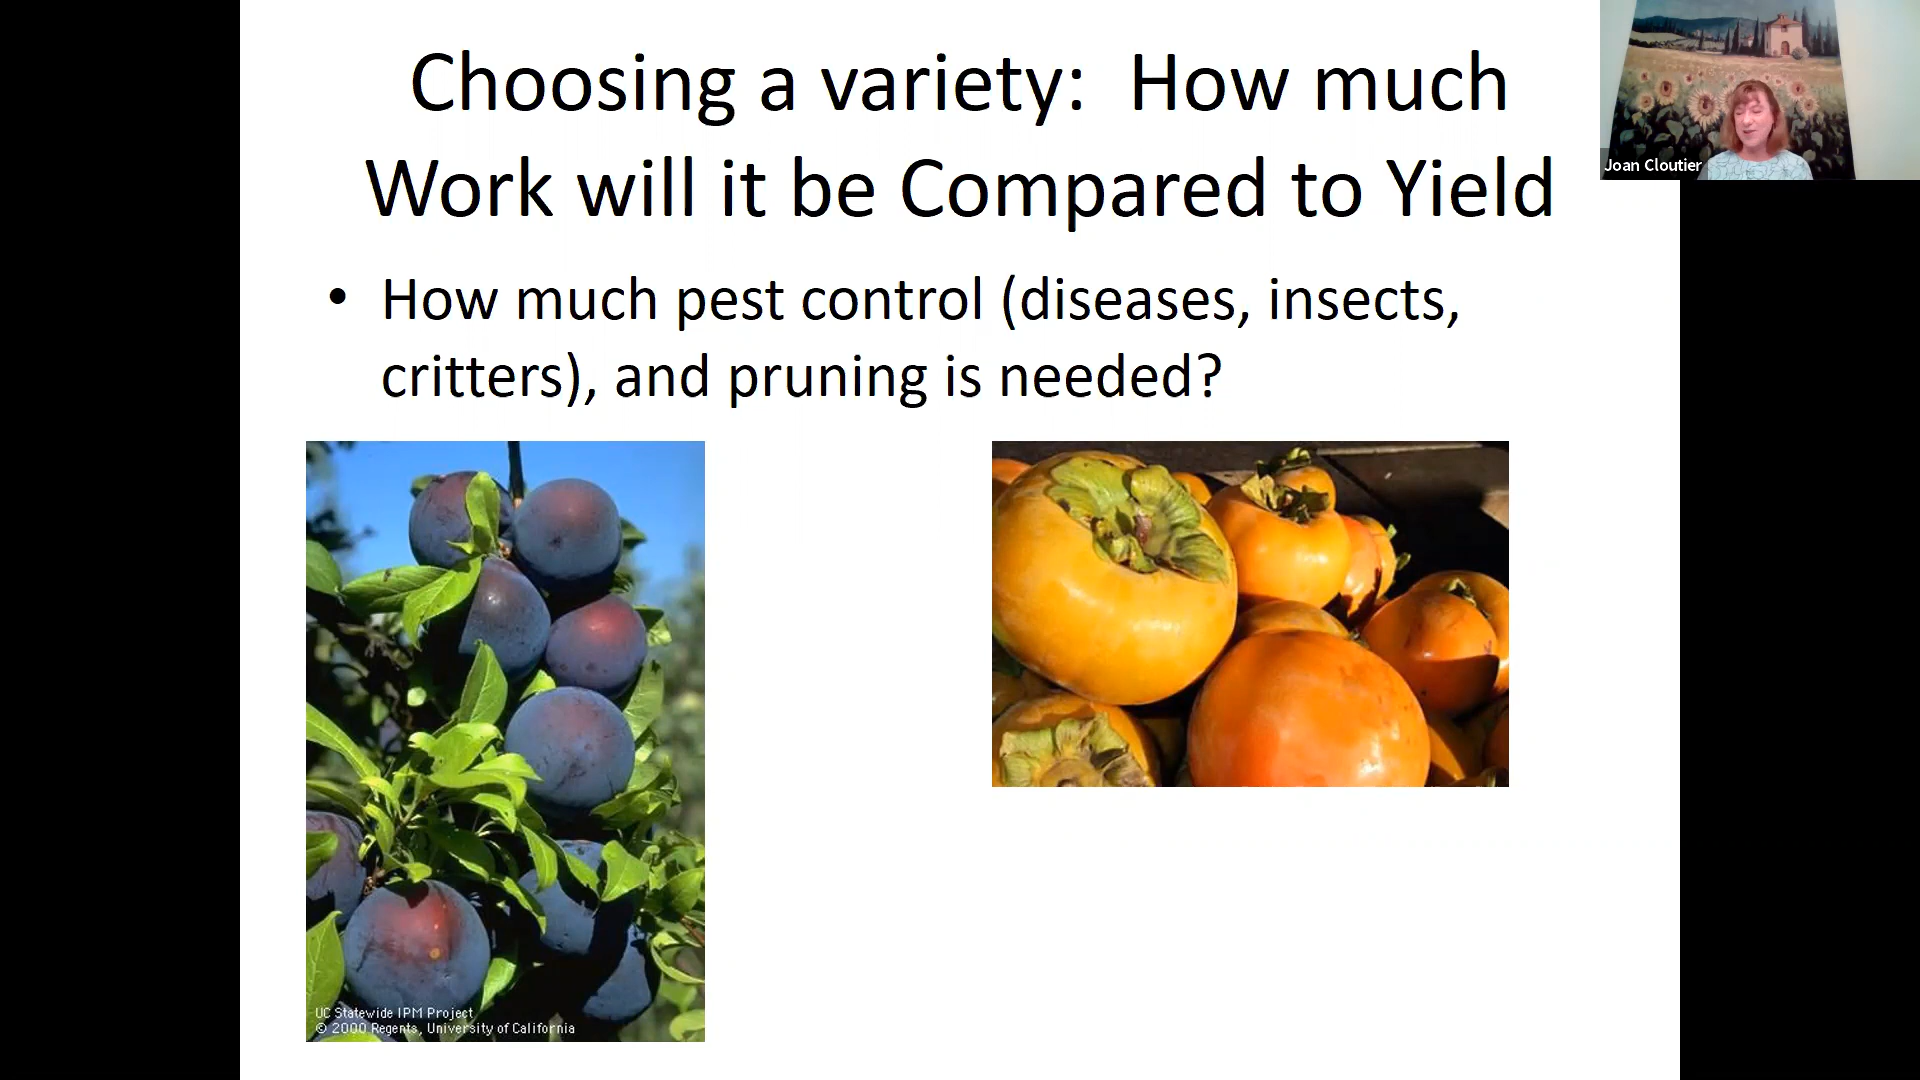 Choosing a variety:  How much
Work will it be Compared to Yield
• How much pest control (diseases, insects,
critters), and pruning is needed?
Joan Cloutier
UC Statewide IPM Project
© 2000 Regents, University of California